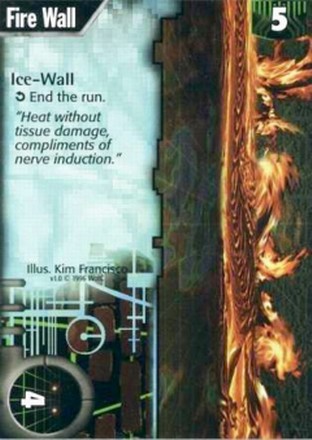 Fire Wall
5
Ice-Wall
End the run.
"Heat without
tissue damage,
compliments of
nerve induction."
Illus. Kim Francisco
v1.0 © 1996 WotC
4